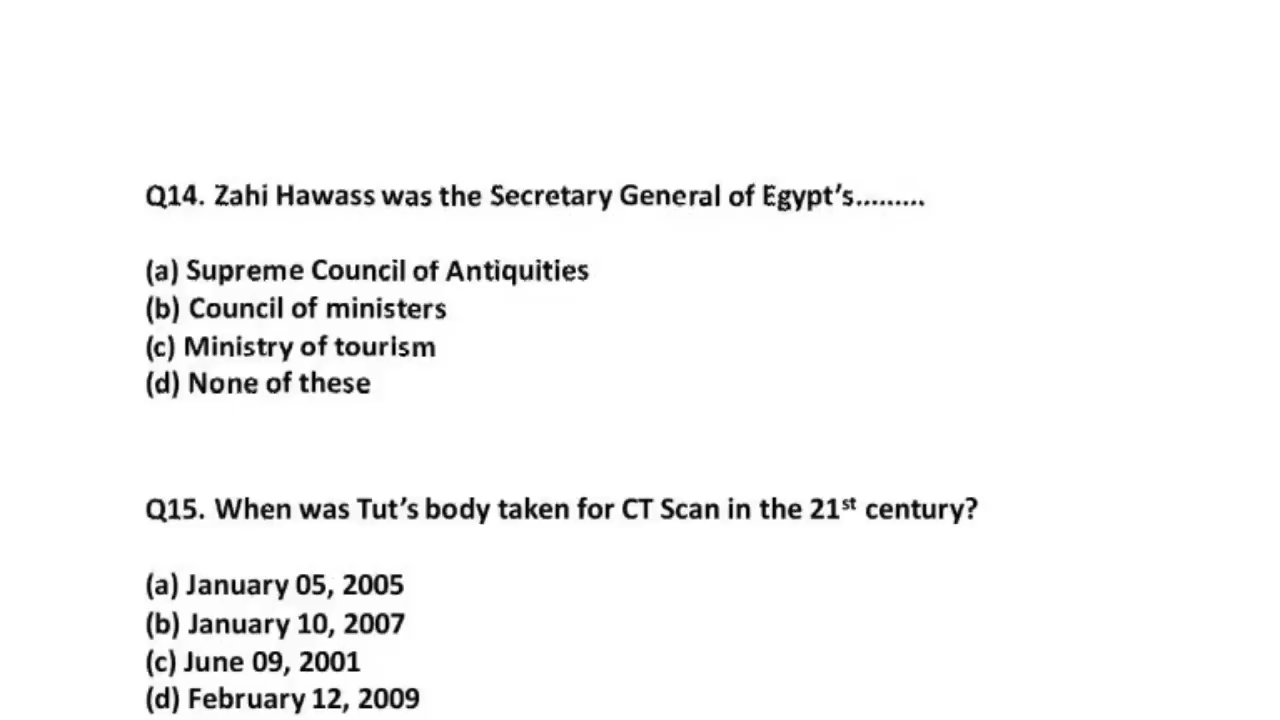 Q14. Zahi Hawass was the Secretary General of Egypt’s.........
(a) Supreme Council of Antiquities
(b) Council of ministers
(c) Ministry of tourism
(d) None of these
Q15. When was Tut’s body taken for CT Scan in the 21st century?
(a) January 05, 2005
(b) January 10, 2007
(c) June 09, 2001
(d) February 12, 2009